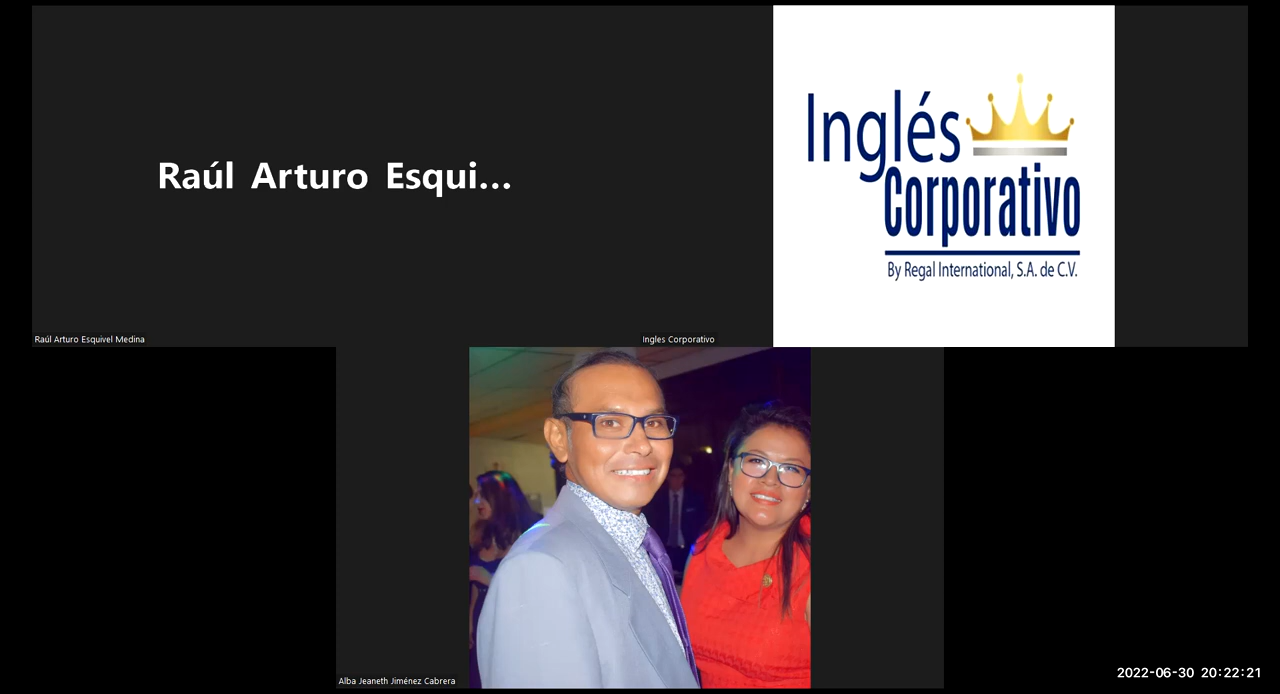 Raúl Arturo Esqui...
Inglés
Corporativo
By Regal International, S.A. de C.V.
Raúl Arturo Esquivel Medina
Ingles Corporativo
Alba Jeaneth Jiménez Cabrera
2022-06-30 20:22:21